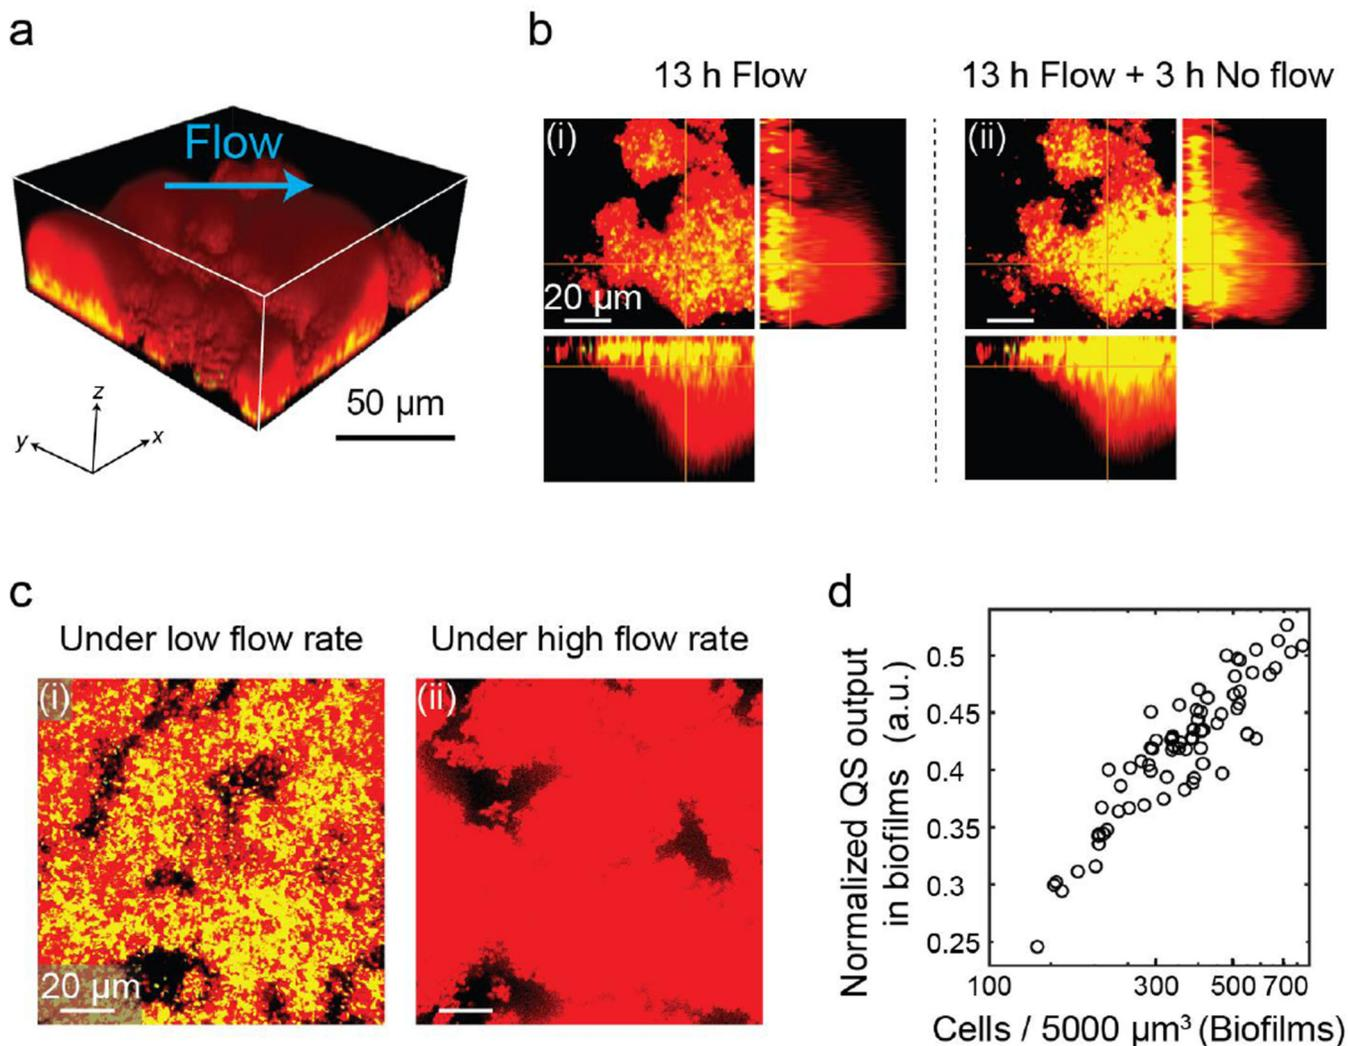 a
Flow
z
y
x
50 μm
b
13 h Flow
13 h Flow + 3 h No flow
(i)
(ii)
20 μm
c
Under low flow rate
Under high flow rate
(i)
(ii)
20 μm
d
Normalized QS output
in biofilms (a.u.)
0.5
0.45
0.4
0.35
0.3
0.25
100
300
500
700
Cells / 5000 μm³ (Biofilms)